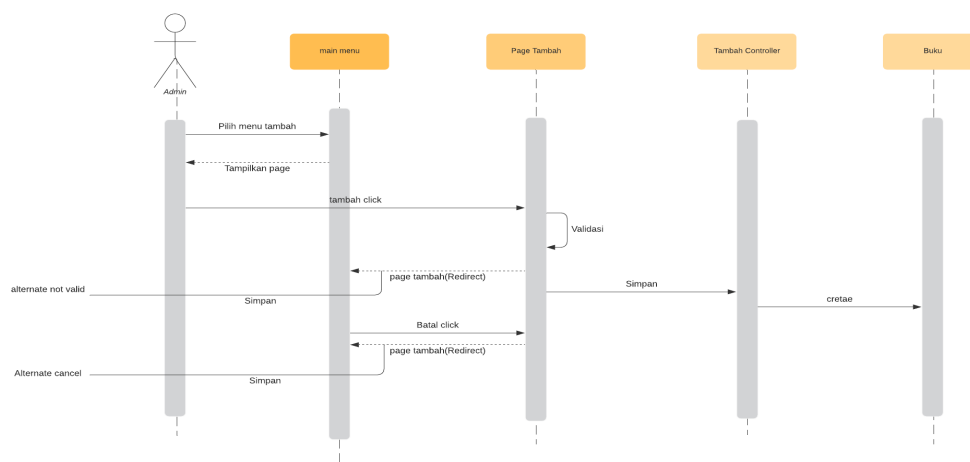 main menu
Page Tambah
Tambah Controller
Buku
Admin
Pilih menu tambah
Tampilkan page
tambah click
Validasi
page tambah(Redirect)
alternate not valid
Simpan
Simpan
cretae
Batal click
page tambah(Redirect)
Alternate cancel
Simpan